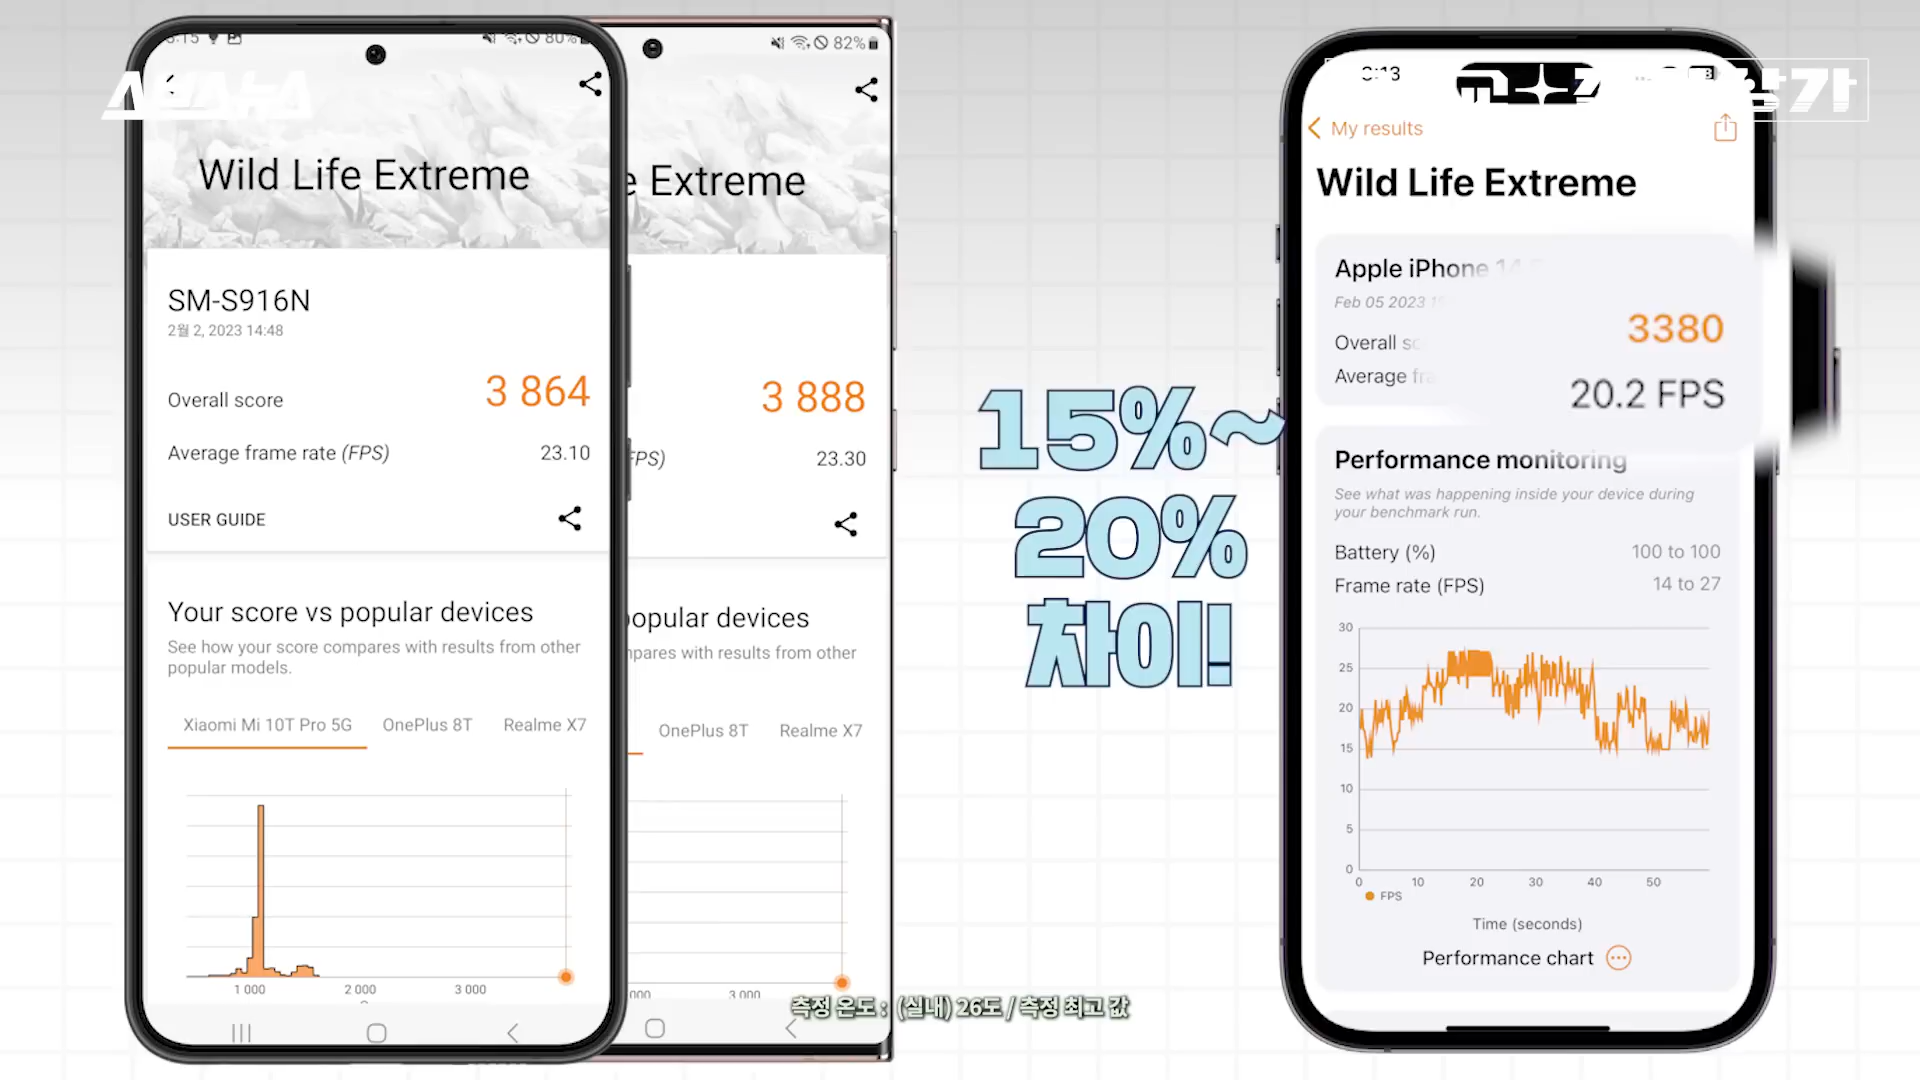 80%
Wild Life Extreme
SM-S916N
2월 2, 2023 14:48
Overall score
3 864
Average frame rate (FPS)
23.10
USER GUIDE
Your score vs popular devices
See how your score compares with results from other
popular models.
Xiaomi Mi 10T Pro 5G
OnePlus 8T
Realme X7
1 000
2 000
3 000
82%
Extreme
3 888
FPS)
23.30
popular devices
mpares with results from other
OnePlus 8T
Realme X7
3 000
15%~
20%
차이!
My results
Wild Life Extreme
Apple iPhone 14
Feb 05 2023
3380
Overall
Average
20.2 FPS
Performance monitoring
See what was happening inside your device during
your benchmark run.
Battery (%)
100 to 100
Frame rate (FPS)
14 to 27
30
25
20
15
10
5
0
0
10
20
30
40
50
FPS
Time (seconds)
Performance chart
측정 온도 : (실내) 26도 / 측정 최고 값